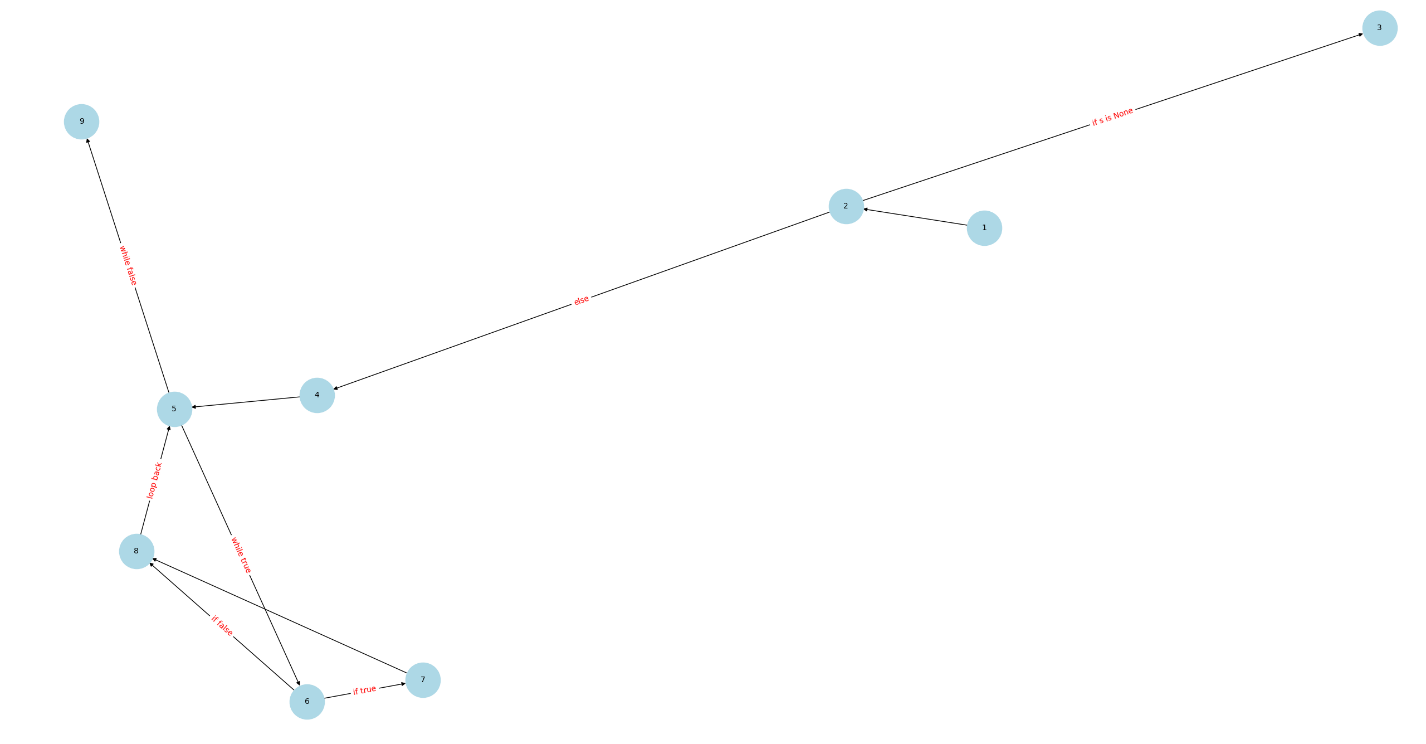 3
if s is None
9
2
1
while false
else
4
5
loop back
8
while true
if false
7
if true
6